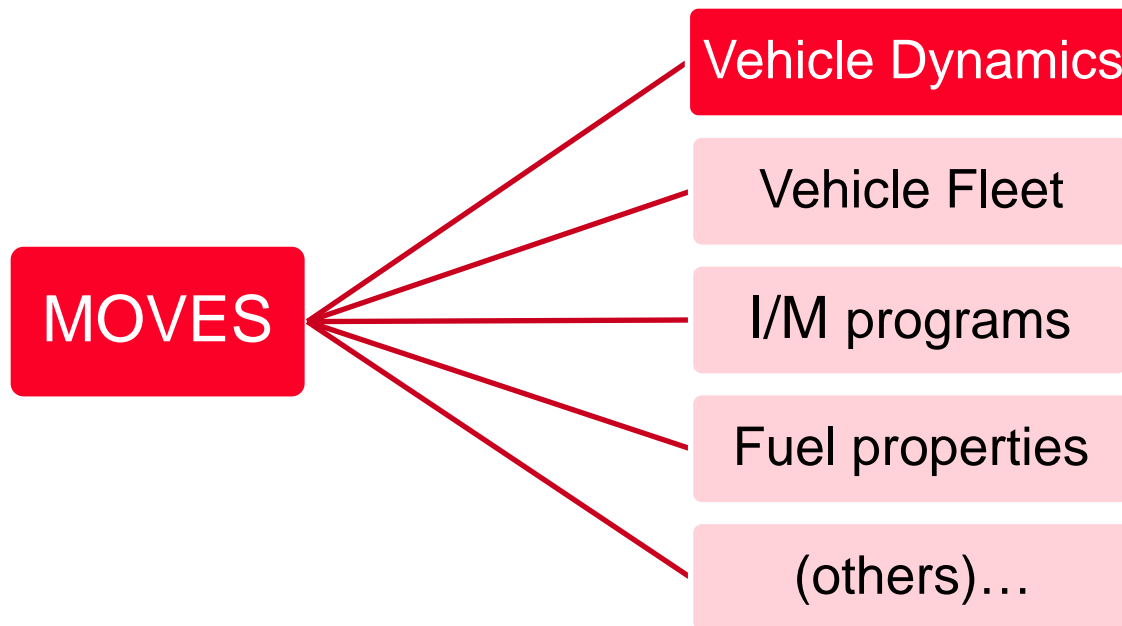 Vehicle Dynamics
Vehicle Fleet
MOVES
I/M programs
Fuel properties
(others)…